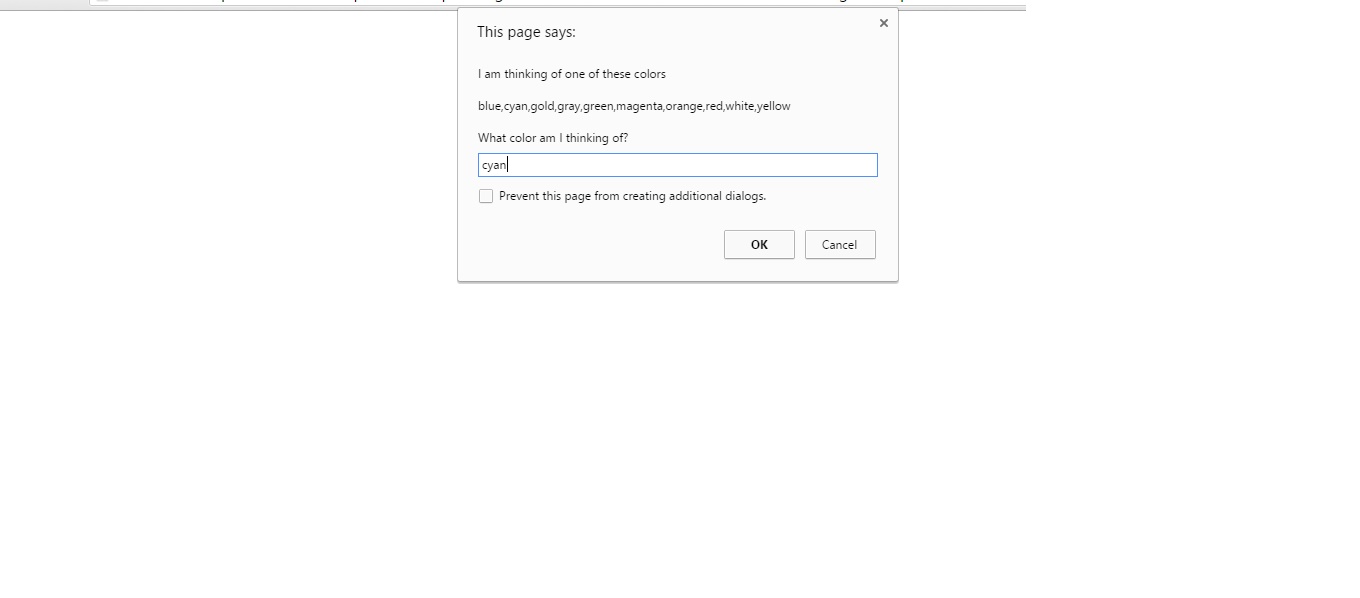 This page says:
I am thinking of one of these colors
blue,cyan,gold,gray,green,magenta,orange,red,white,yellow
What color am I thinking of?
cyan
Prevent this page from creating additional dialogs.
OK
Cancel